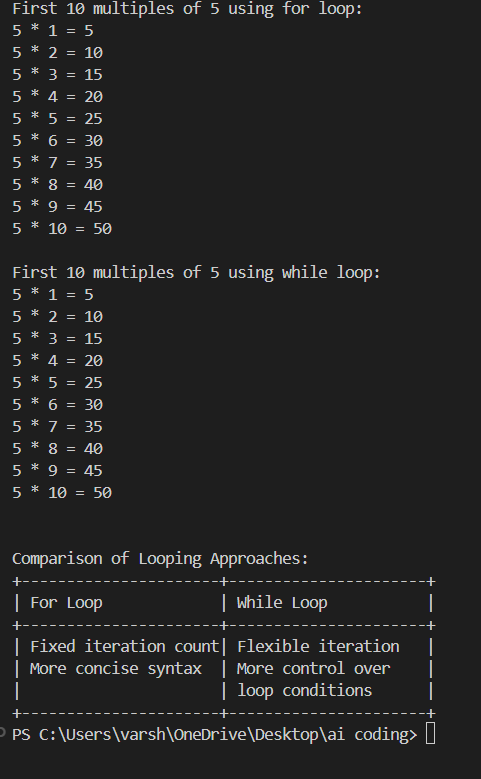 First 10 multiples of 5 using for loop:
5 * 1 = 5
5 * 2 = 10
5 * 3 = 15
5 * 4 = 20
5 * 5 = 25
5 * 6 = 30
5 * 7 = 35
5 * 8 = 40
5 * 9 = 45
5 * 10 = 50

First 10 multiples of 5 using while loop:
5 * 1 = 5
5 * 2 = 10
5 * 3 = 15
5 * 4 = 20
5 * 5 = 25
5 * 6 = 30
5 * 7 = 35
5 * 8 = 40
5 * 9 = 45
5 * 10 = 50


Comparison of Looping Approaches:
+----------------------+----------------------+
| For Loop             | While Loop           |
+----------------------+----------------------+
| Fixed iteration count| Flexible iteration   |
| More concise syntax  | More control over    |
|                      | loop conditions      |
+----------------------+----------------------+
PS C:\Users\varsh\OneDrive\Desktop\ai coding>